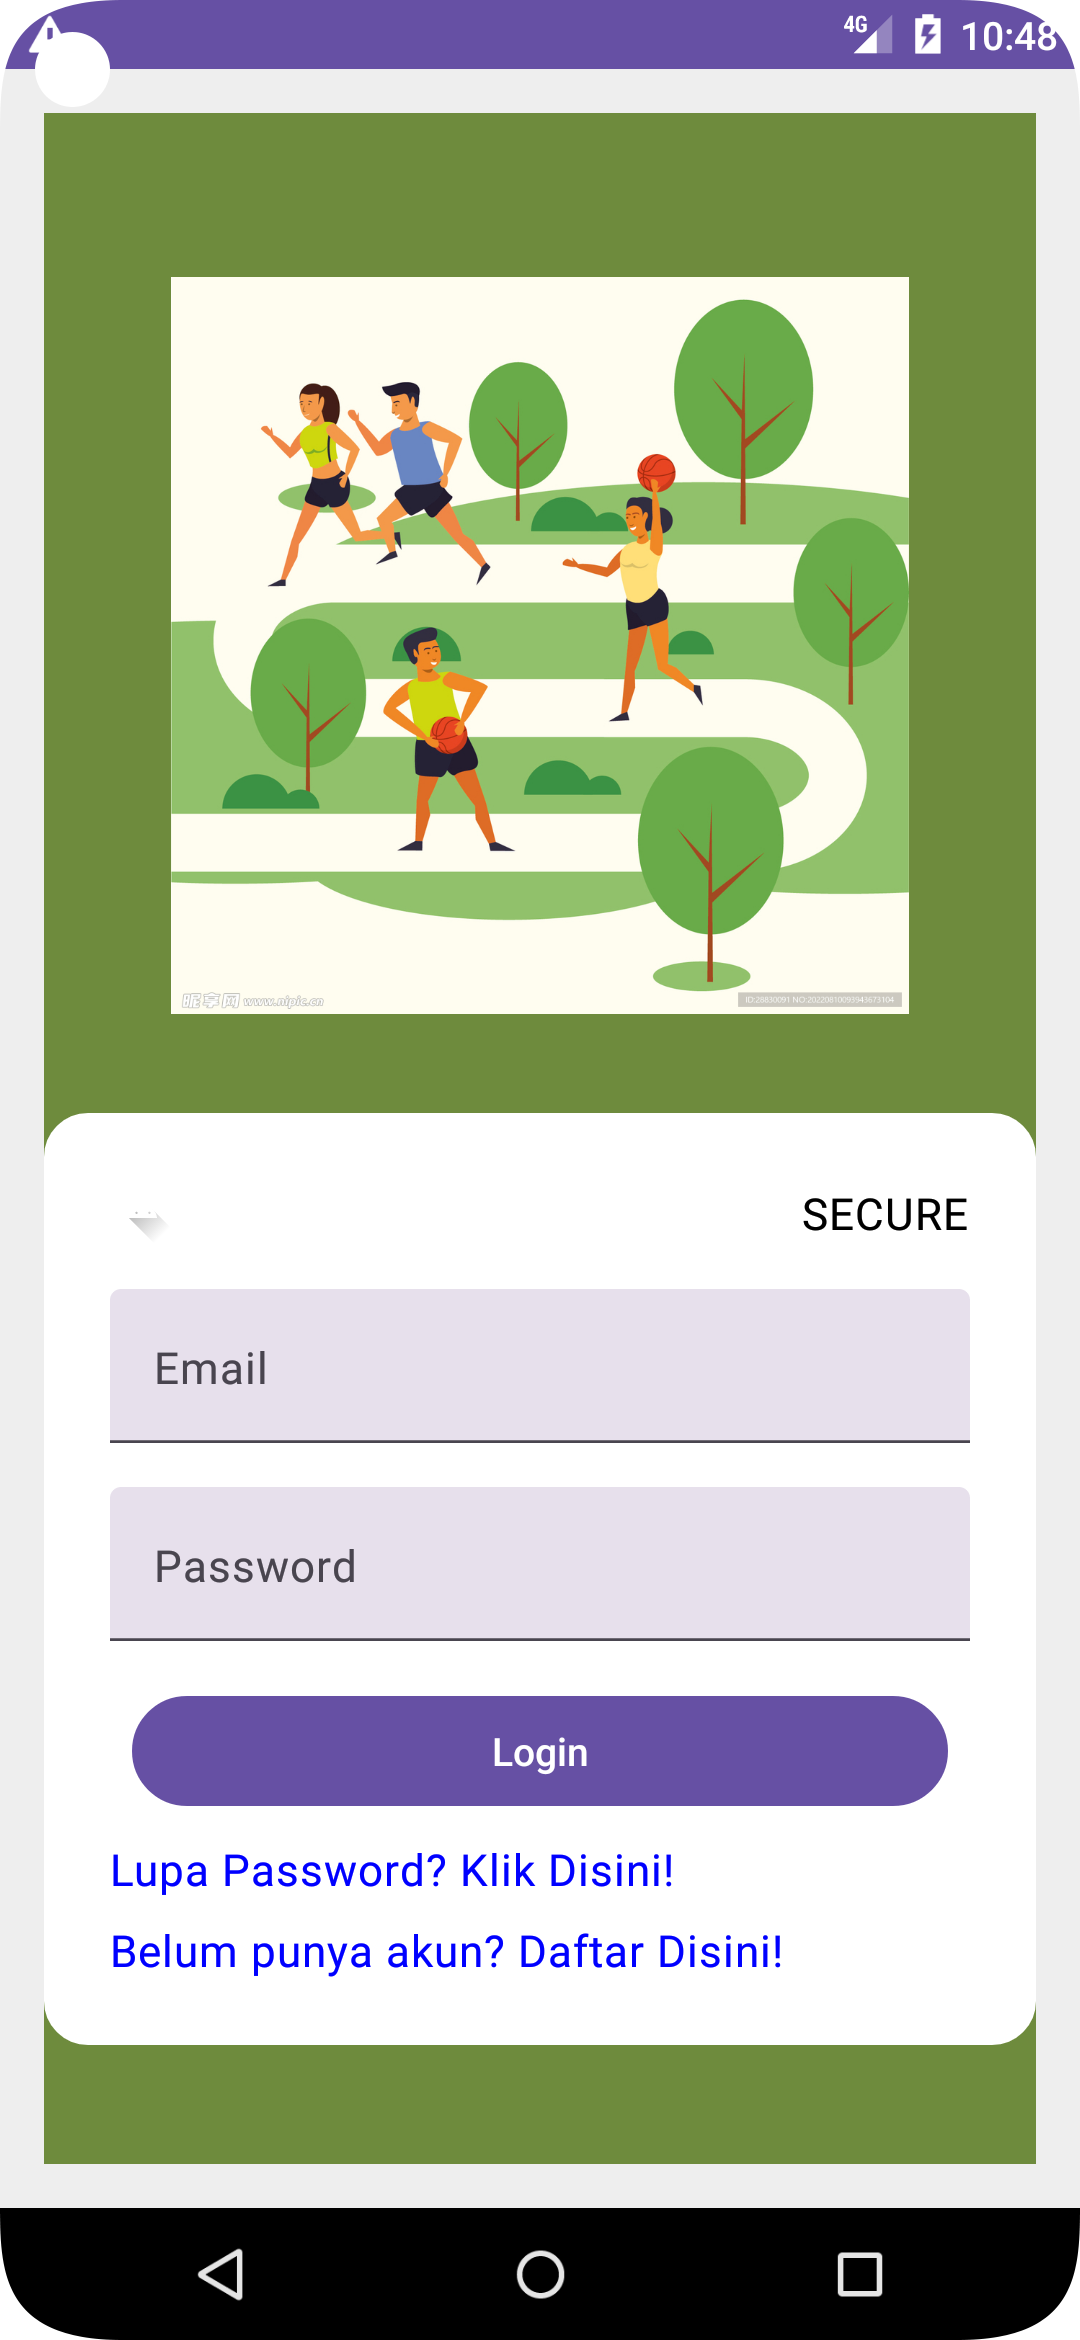 4G 10:48
昵享网 www.nipic.cn
ID:28830091 NO:20220810093943673104
SECURE
Email
Password
Login
Lupa Password? Klik Disini!
Belum punya akun? Daftar Disini!